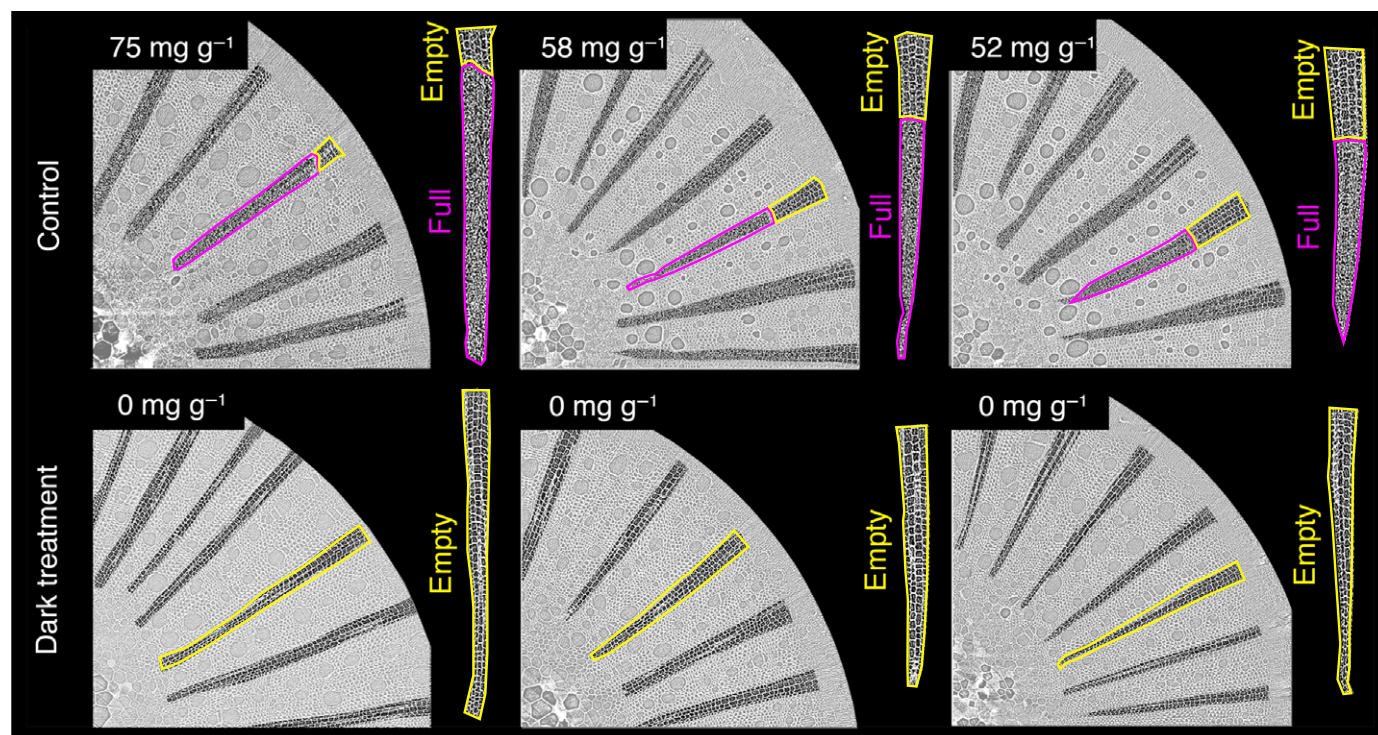 75 mg g⁻¹
58 mg g⁻¹
52 mg g⁻¹
Control
Empty
Full
Empty
Full
Empty
Full
0 mg g⁻¹
0 mg g⁻¹
0 mg g⁻¹
Dark treatment
Empty
Empty
Empty